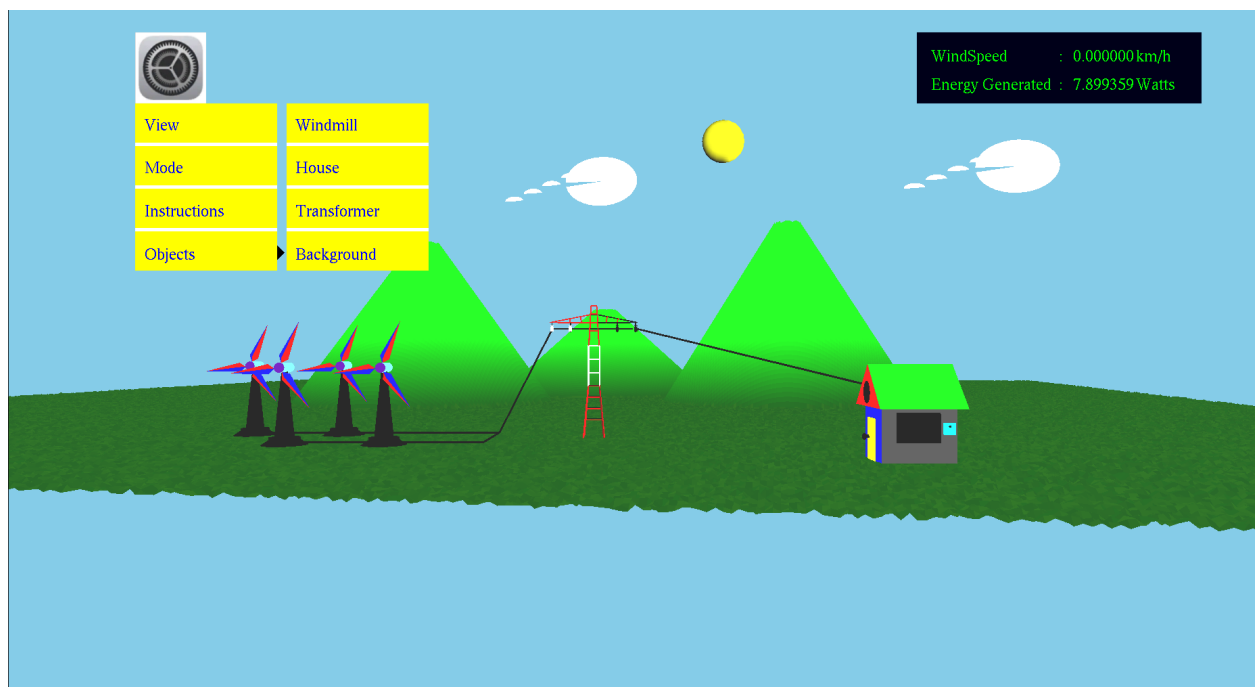 WindSpeed : 0.000000 km/h
Energy Generated : 7.899359 Watts
View
Mode
Instructions
Objects
Windmill
House
Transformer
Background